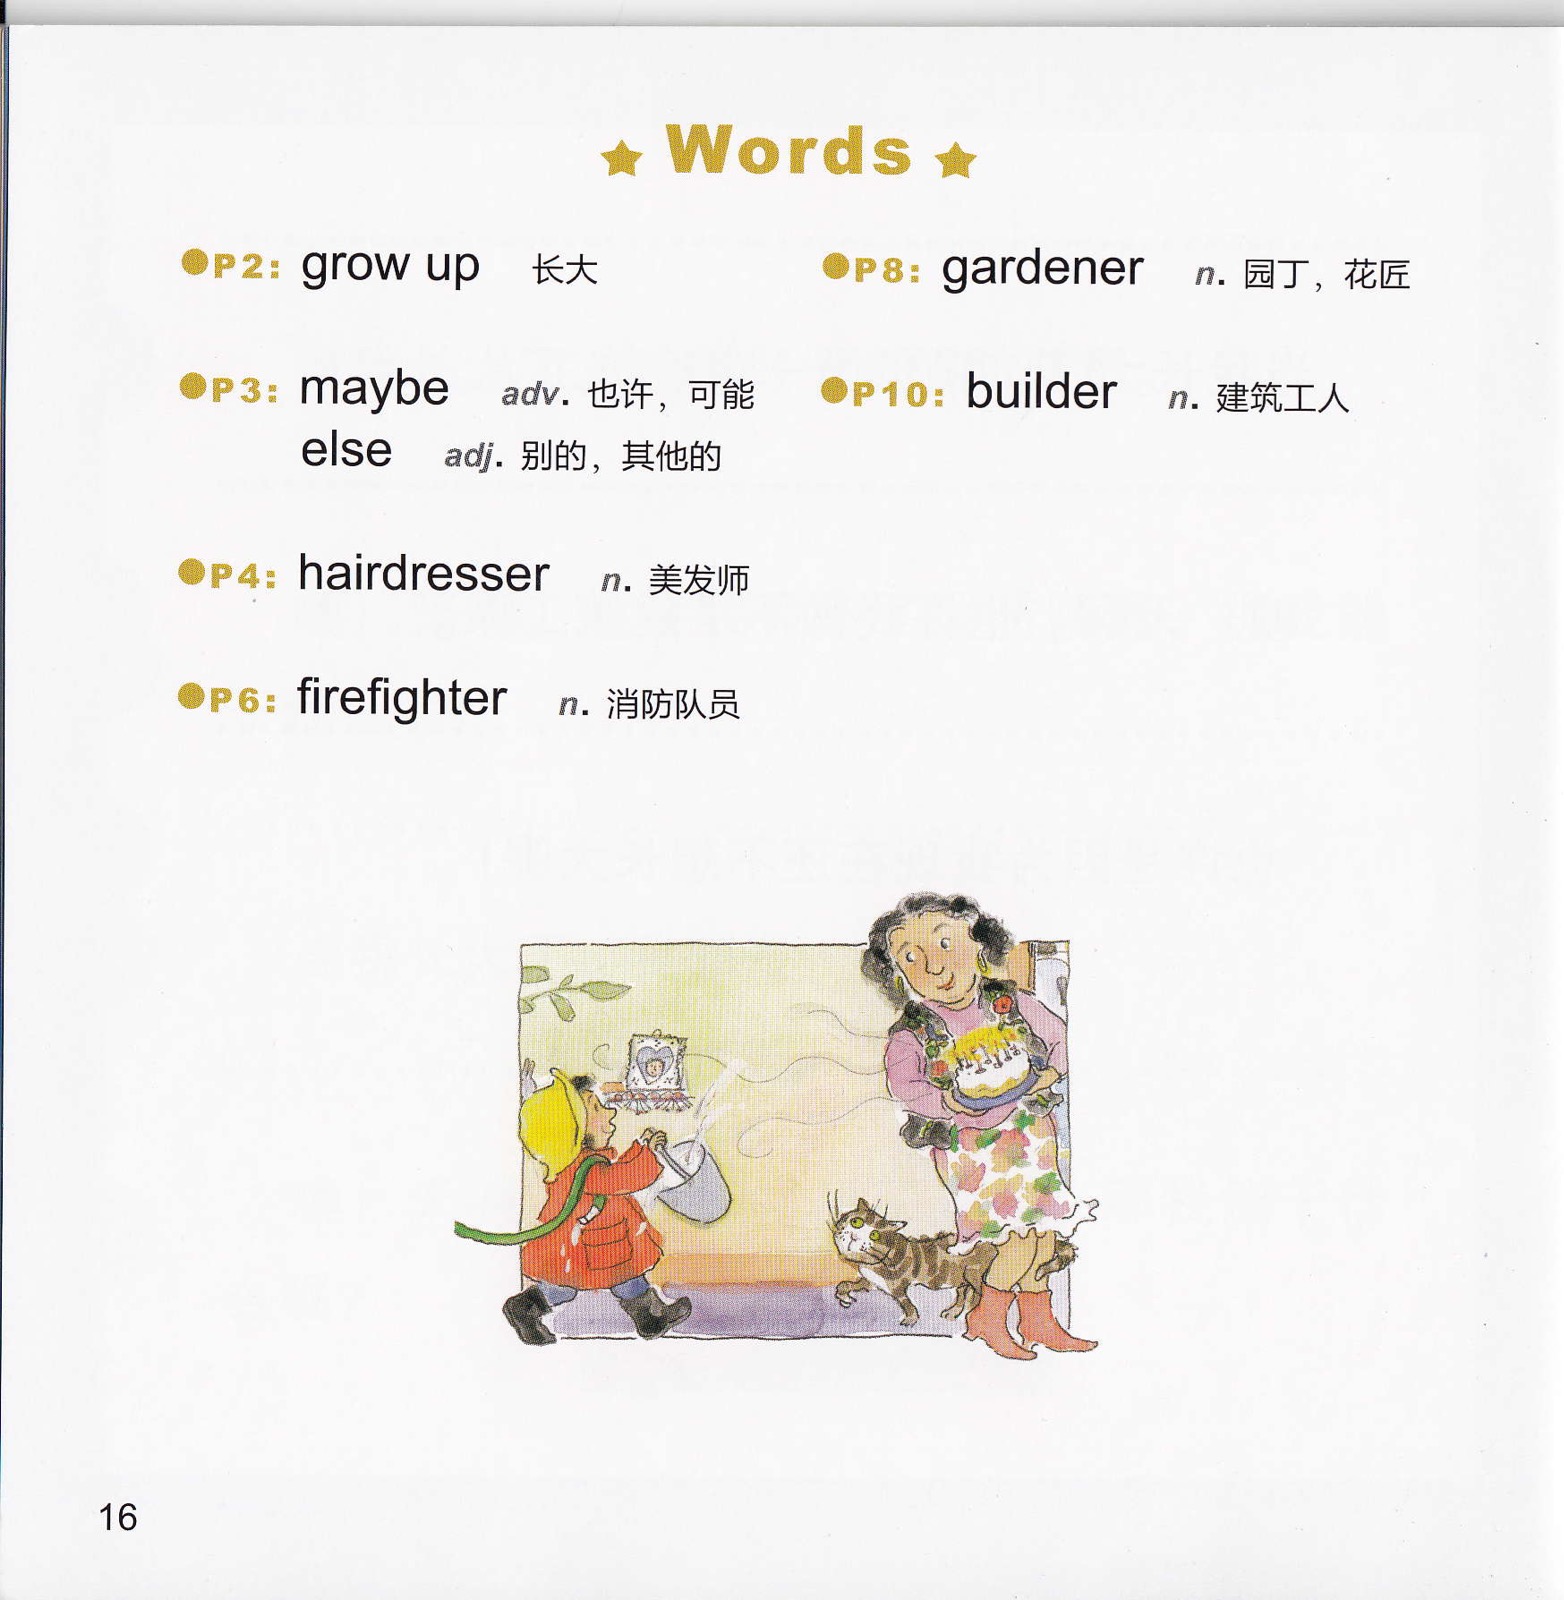 Words
P2: grow up 长大
P3: maybe adv. 也许，可能
else adj. 别的，其他的
P4: hairdresser n. 美发师
P6: firefighter n. 消防队员
P8: gardener n. 园丁，花匠
P10: builder n. 建筑工人
16